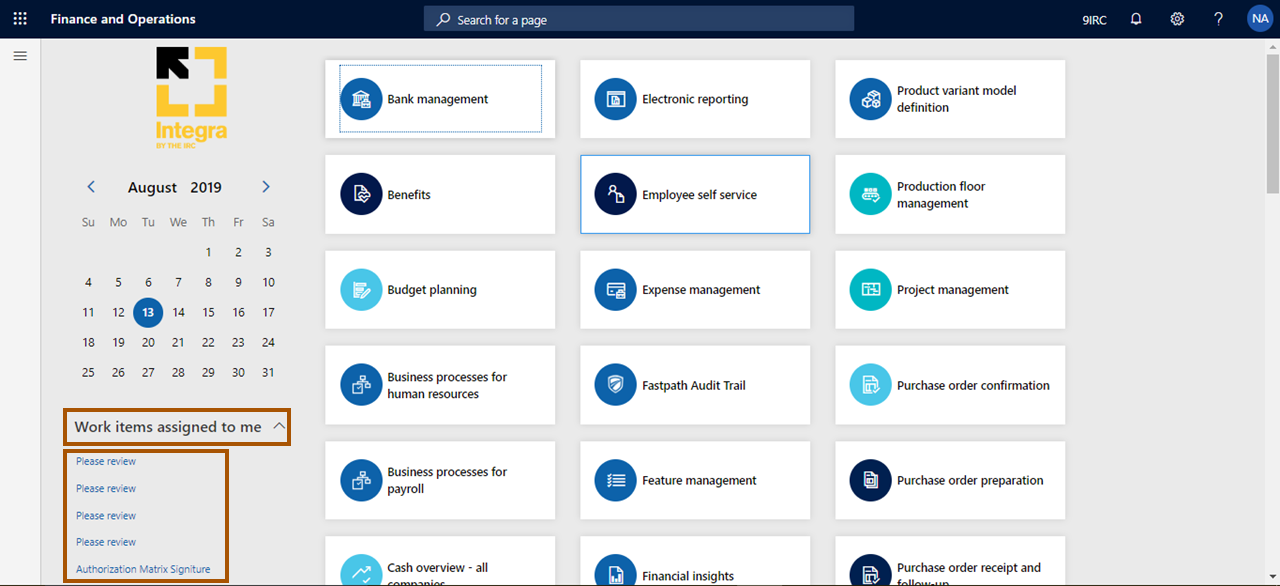 Finance and Operations
Search for a page
9IRC
?
NA
Integra
BY THE IRC
August 2019
Su Mo Tu We Th Fr Sa
1 2 3
4 5 6 7 8 9 10
11 12 13 14 15 16 17
18 19 20 21 22 23 24
25 26 27 28 29 30 31
Work items assigned to me
Please review
Please review
Please review
Please review
Authorization Matrix Signiture
Bank management
Electronic reporting
Product variant model
definition
Benefits
Employee self service
Production floor
management
Budget planning
Expense management
Project management
Business processes for
human resources
Fastpath Audit Trail
Purchase order confirmation
Business processes for
payroll
Feature management
Purchase order preparation
Cash overview - all
companies
Financial insights
Purchase order receipt and
follow-up